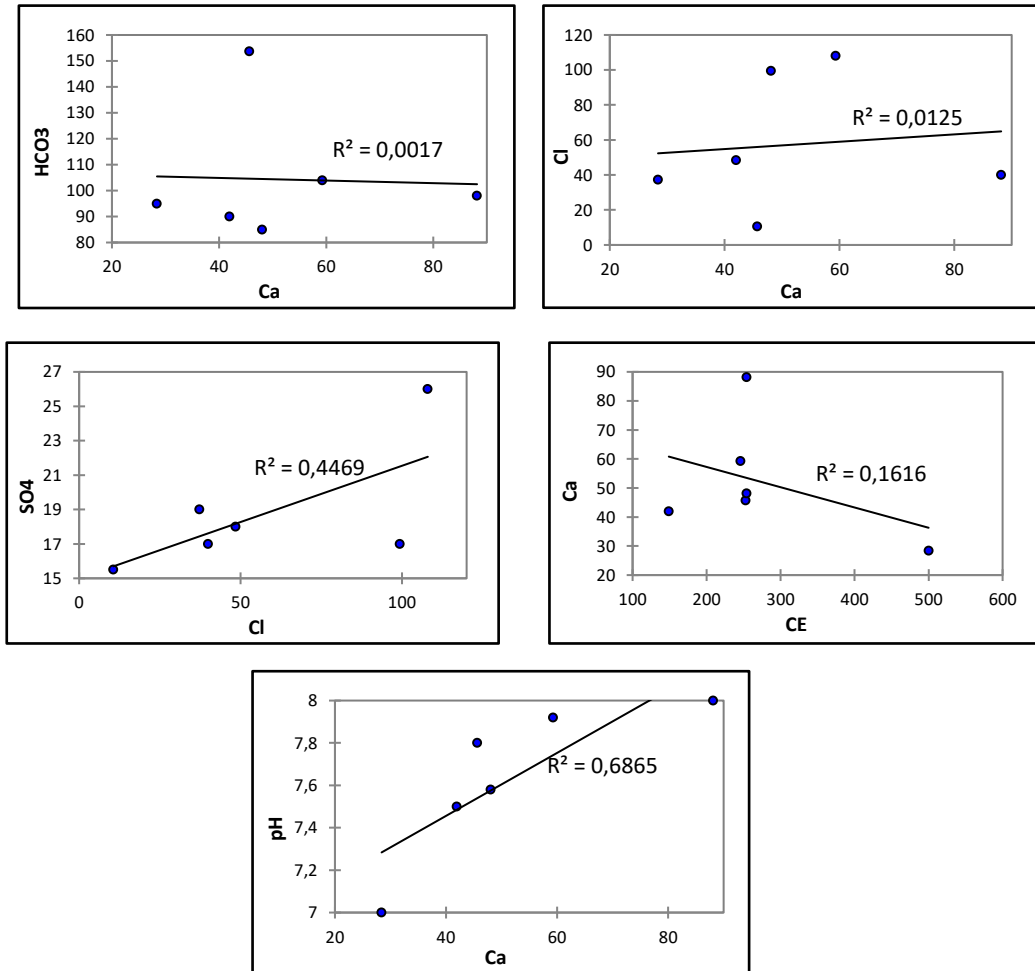 HCO3
160
150
140
130
120
110
100
90
80
R² = 0,0017
20 40 60 80
Ca
Cl
120
100
80
60
40
20
0
R² = 0,0125
20 40 60 80
Ca
SO4
27
25
23
21
19
17
15
R² = 0,4469
0 50 100
Cl
Ca
90
80
70
60
50
40
30
20
R² = 0,1616
100 200 300 400 500 600
CE
pH
8
7,8
7,6
7,4
7,2
7
R² = 0,6865
20 40 60 80
Ca